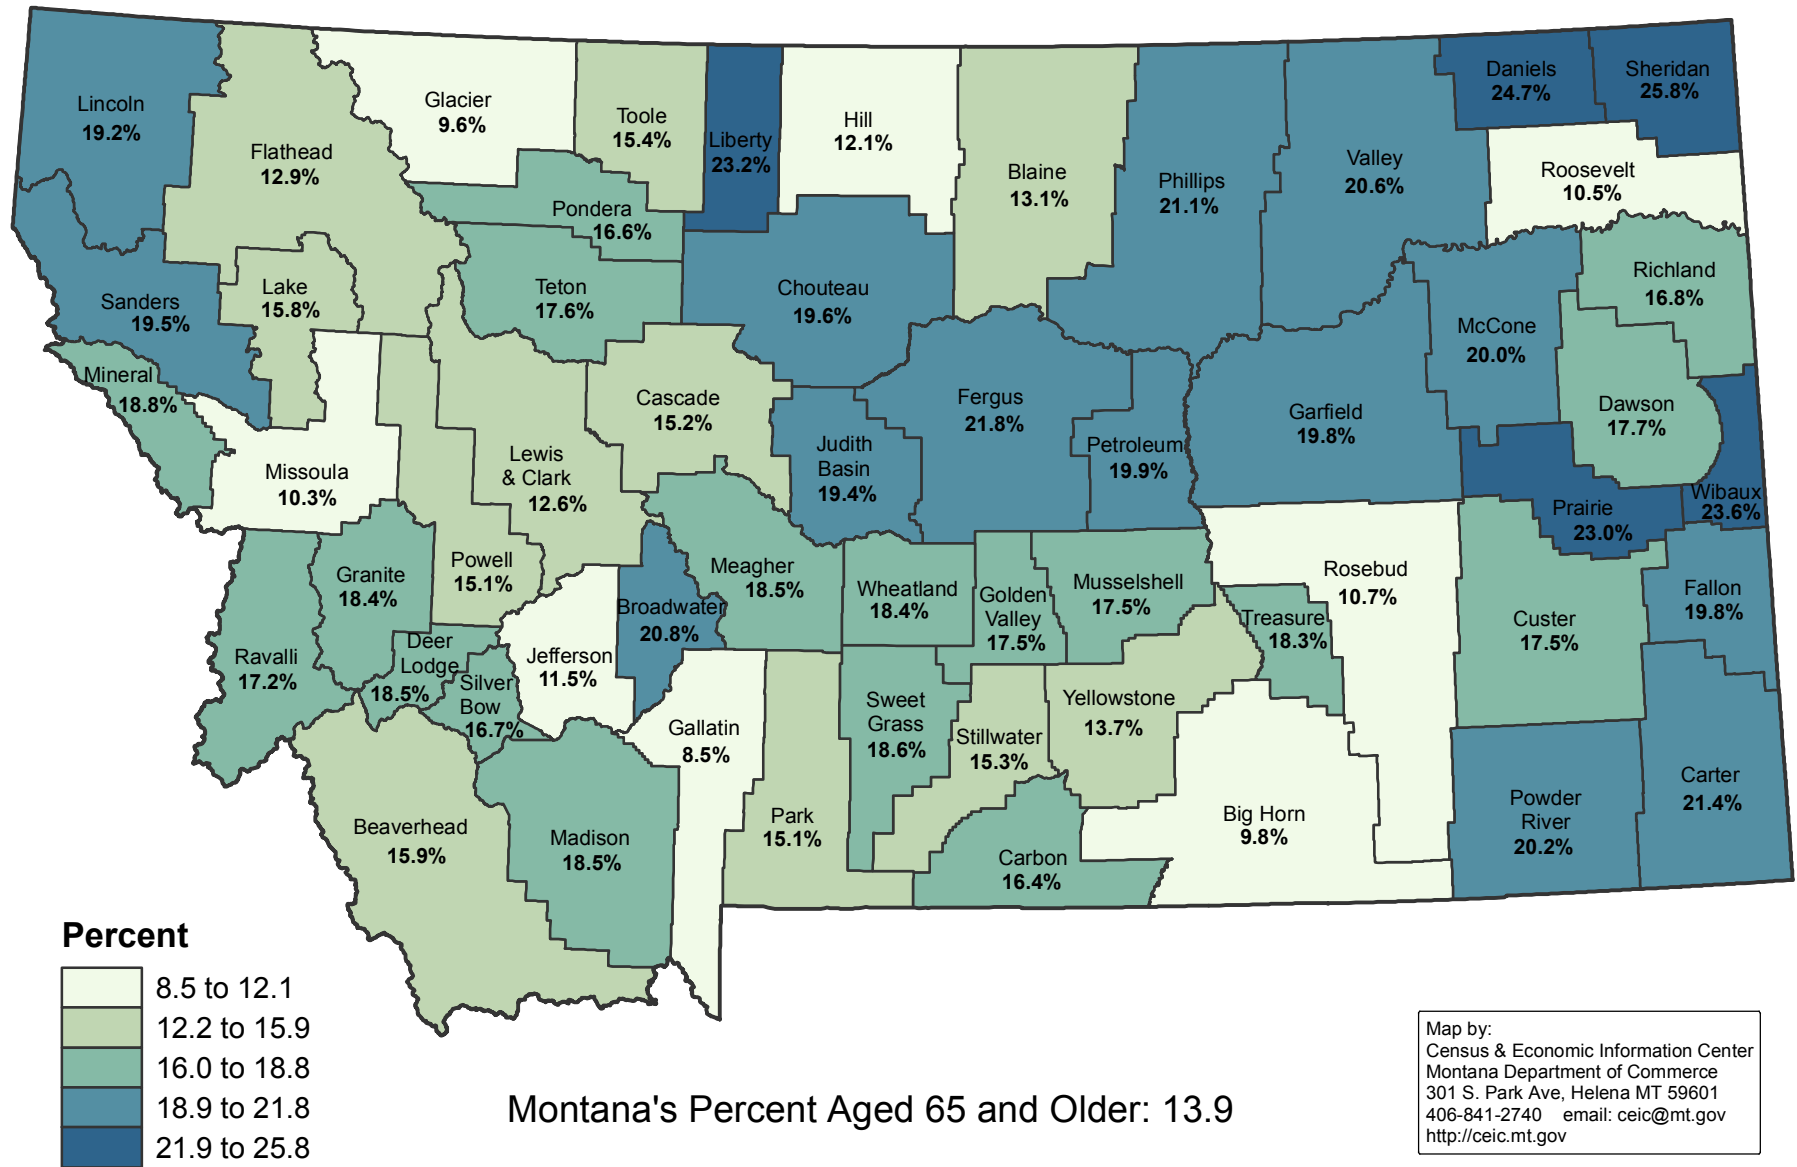 Lincoln
19.2%
Flathead
12.9%
Glacier
9.6%
Toole
15.4%
Liberty
23.2%
Hill
12.1%
Blaine
13.1%
Phillips
21.1%
Valley
20.6%
Daniels
24.7%
Sheridan
25.8%
Roosevelt
10.5%
Pondera
16.6%
Teton
17.6%
Chouteau
19.6%
Sanders
19.5%
Lake
15.8%
Richland
16.8%
McCone
20.0%
Mineral
18.8%
Cascade
15.2%
Fergus
21.8%
Garfield
19.8%
Dawson
17.7%
Missoula
10.3%
Lewis
& Clark
12.6%
Judith
Basin
19.4%
Petroleum
19.9%
Prairie
23.0%
Wibaux
23.6%
Granite
18.4%
Powell
15.1%
Meagher
18.5%
Wheatland
18.4%
Golden
Valley
17.5%
Musselshell
17.5%
Rosebud
10.7%
Treasure
18.3%
Custer
17.5%
Fallon
19.8%
Broadwater
20.8%
Ravalli
17.2%
Deer
Lodge
18.5%
Silver
Bow
16.7%
Jefferson
11.5%
Gallatin
8.5%
Sweet
Grass
18.6%
Stillwater
15.3%
Yellowstone
13.7%
Beaverhead
15.9%
Madison
18.5%
Park
15.1%
Carbon
16.4%
Big Horn
9.8%
Powder
River
20.2%
Carter
21.4%
Percent
8.5 to 12.1
12.2 to 15.9
16.0 to 18.8
18.9 to 21.8
21.9 to 25.8
Montana's Percent Aged 65 and Older: 13.9
Map by:
Census & Economic Information Center
Montana Department of Commerce
301 S. Park Ave, Helena MT 59601
406-841-2740 email: ceic@mt.gov
http://ceic.mt.gov